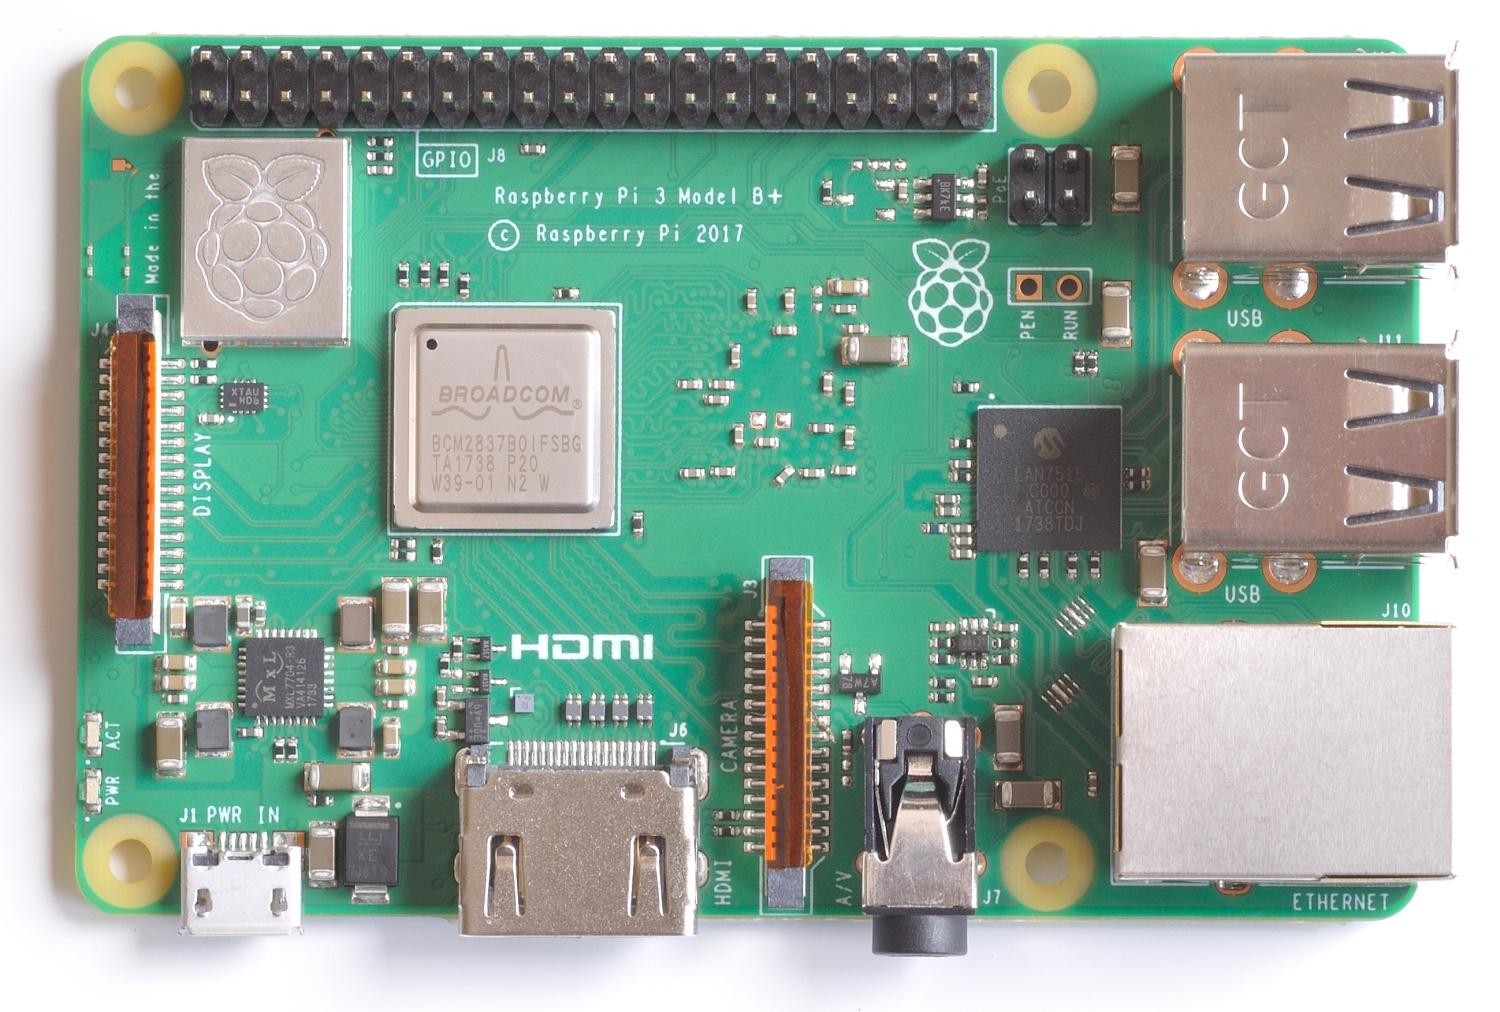 GPIO
J8
Raspberry Pi 3 Model B+
© Raspberry Pi 2017
Made in the
PoE
GCT
USB
PEN
RUN
J4
DISPLAY
XTAU
BROADCOM®
BCM2837B0IFSBG
TA1738 P20
W39-01 N2 W
LAN7515
C000
ATCCN
1738TDJ
J11
GCT
USB
J10
HDMI
J3
CAMERA
MxL
MXL7704-R3
VA414126
1733
ACT
PWR
J1 PWR IN
J6
HDMI
A/V
J7
ETHERNET